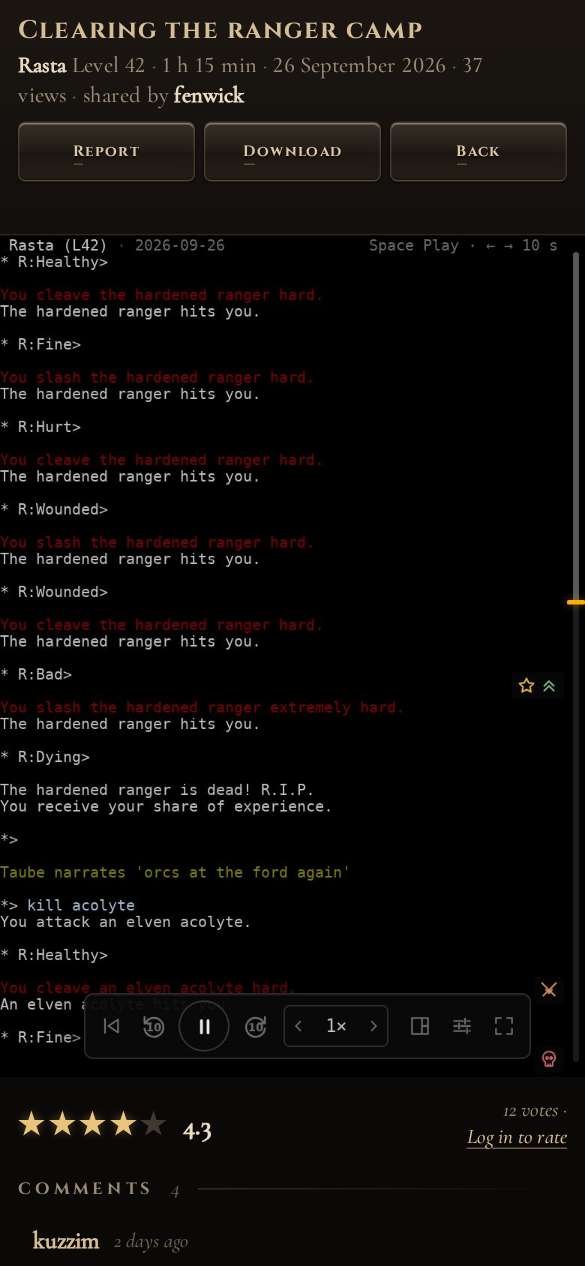 Clearing the ranger camp
Rasta Level 42 · 1 h 15 min · 26 September 2026 · 37
views · shared by fenwick
Report Download Back
Rasta (L42) · 2026-09-26 Space Play · ← → 10 s
* R:Healthy>
You cleave the hardened ranger hard.
The hardened ranger hits you.
* R:Fine>
You slash the hardened ranger hard.
The hardened ranger hits you.
* R:Hurt>
You cleave the hardened ranger hard.
The hardened ranger hits you.
* R:Wounded>
You slash the hardened ranger hard.
The hardened ranger hits you.
* R:Wounded>
You cleave the hardened ranger hard.
The hardened ranger hits you.
* R:Bad>
You slash the hardened ranger extremely hard.
The hardened ranger hits you.
* R:Dying>
The hardened ranger is dead! R.I.P.
You receive your share of experience.
*>
Taube narrates 'orcs at the ford again'
*> kill acolyte
You attack an elven acolyte.
* R:Healthy>
You cleave an elven acolyte hard.
An elven acolyte hits you.
* R:Fine>
10 10 1×
4.3
12 votes ·
Log in to rate
Comments 4
kuzzim 2 days ago